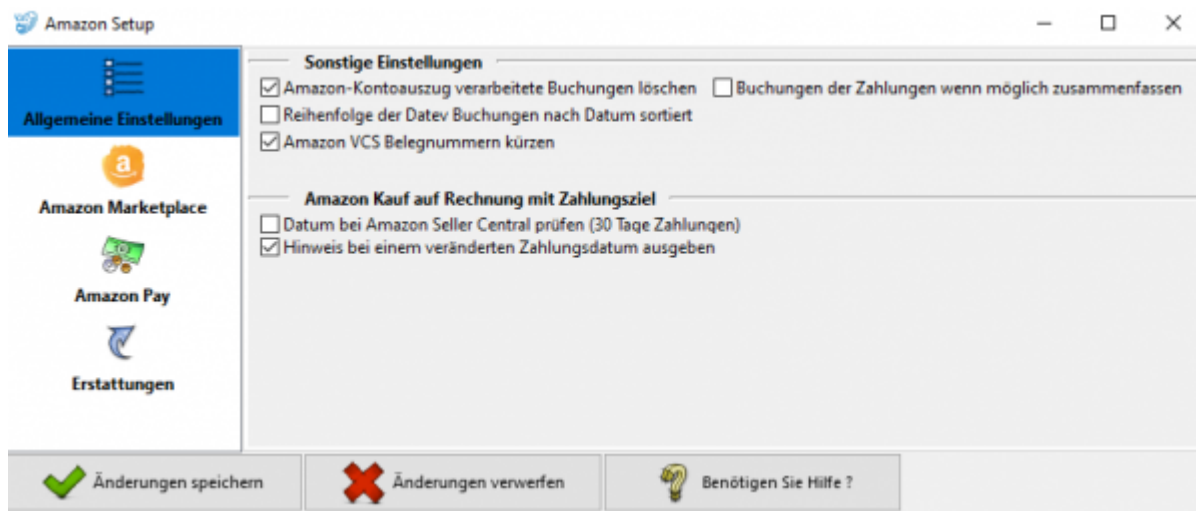 Amazon Setup
Allgemeine Einstellungen
Amazon Marketplace
Amazon Pay
Erstattungen
Sonstige Einstellungen
Amazon-Kontoauszug verarbeitete Buchungen löschen Buchungen der Zahlungen wenn möglich zusammenfassen
Reihenfolge der Datev Buchungen nach Datum sortiert
Amazon VCS Belegnummern kürzen
Amazon Kauf auf Rechnung mit Zahlungsziel
Datum bei Amazon Seller Central prüfen (30 Tage Zahlungen)
Hinweis bei einem veränderten Zahlungsdatum ausgeben
Änderungen speichern Änderungen verwerfen Benötigen Sie Hilfe ?